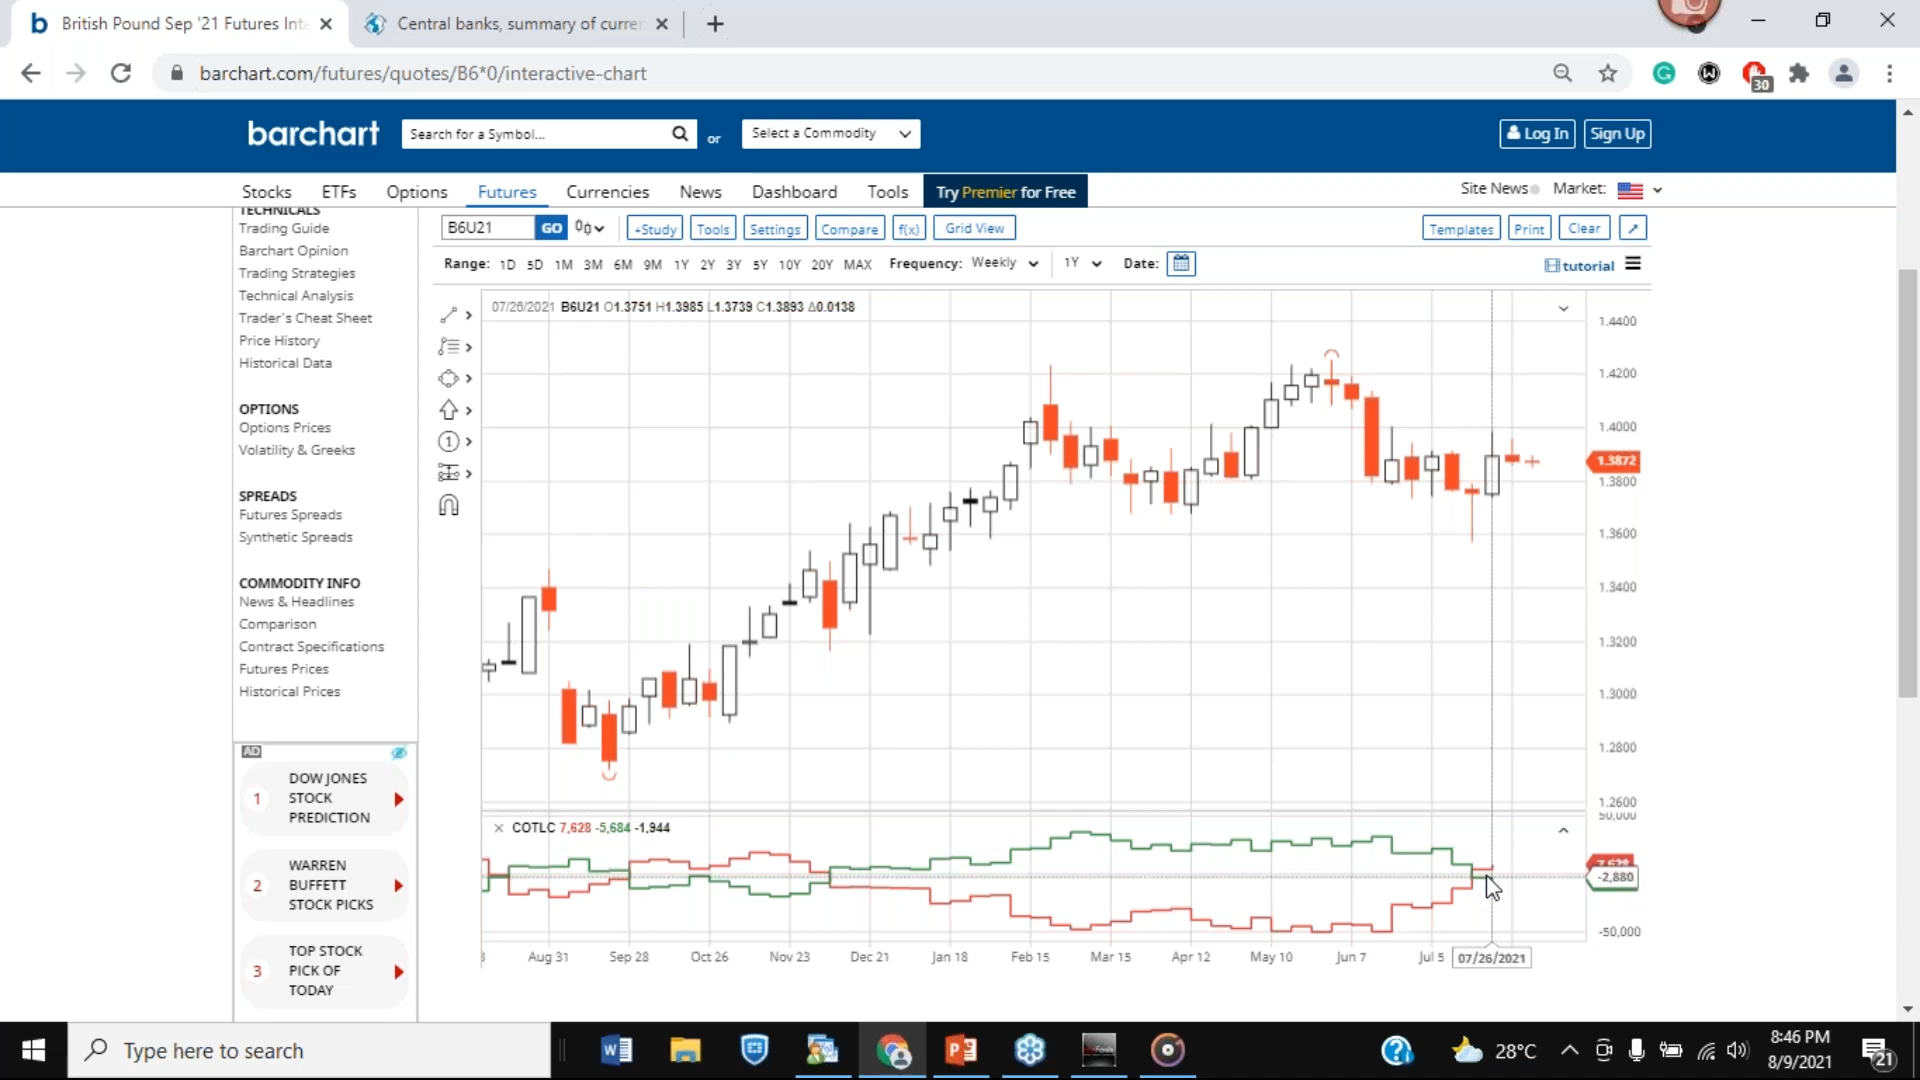 British Pound Sep '21 Futures Inte
Central banks, summary of curre
barchart.com/futures/quotes/B6*0/interactive-chart
30
barchart
Search for a Symbol...
or
Select a Commodity
Log In
Sign Up
Stocks ETFs Options Futures Currencies News Dashboard Tools Try Premier for Free
Site News Market:
TECHNICALS
Trading Guide
Barchart Opinion
Trading Strategies
Technical Analysis
Trader's Cheat Sheet
Price History
Historical Data
OPTIONS
Options Prices
Volatility & Greeks
SPREADS
Futures Spreads
Synthetic Spreads
COMMODITY INFO
News & Headlines
Comparison
Contract Specifications
Futures Prices
Historical Prices
AD
1 DOW JONES
STOCK
PREDICTION
2 WARREN
BUFFETT
STOCK PICKS
3 TOP STOCK
PICK OF
TODAY
B6U21 GO +Study Tools Settings Compare f(x) Grid View Templates Print Clear
Range: 1D 5D 1M 3M 6M 9M 1Y 2Y 3Y 5Y 10Y 20Y MAX Frequency: Weekly 1Y Date: tutorial
07/26/2021 B6U21 O1.3751 H1.3985 L1.3739 C1.3893 Δ0.0138
1
1.4400
1.4200
1.4000
1.3872
1.3800
1.3600
1.3400
1.3200
1.3000
1.2800
1.2600
50,000
COTLC 7,628 -5,684 -1,944
7,628
-2,880
-50,000
Aug 31 Sep 28 Oct 26 Nov 23 Dec 21 Jan 18 Feb 15 Mar 15 Apr 12 May 10 Jun 7 Jul 5 07/26/2021
Type here to search
28°C
8:46 PM
8/9/2021
21